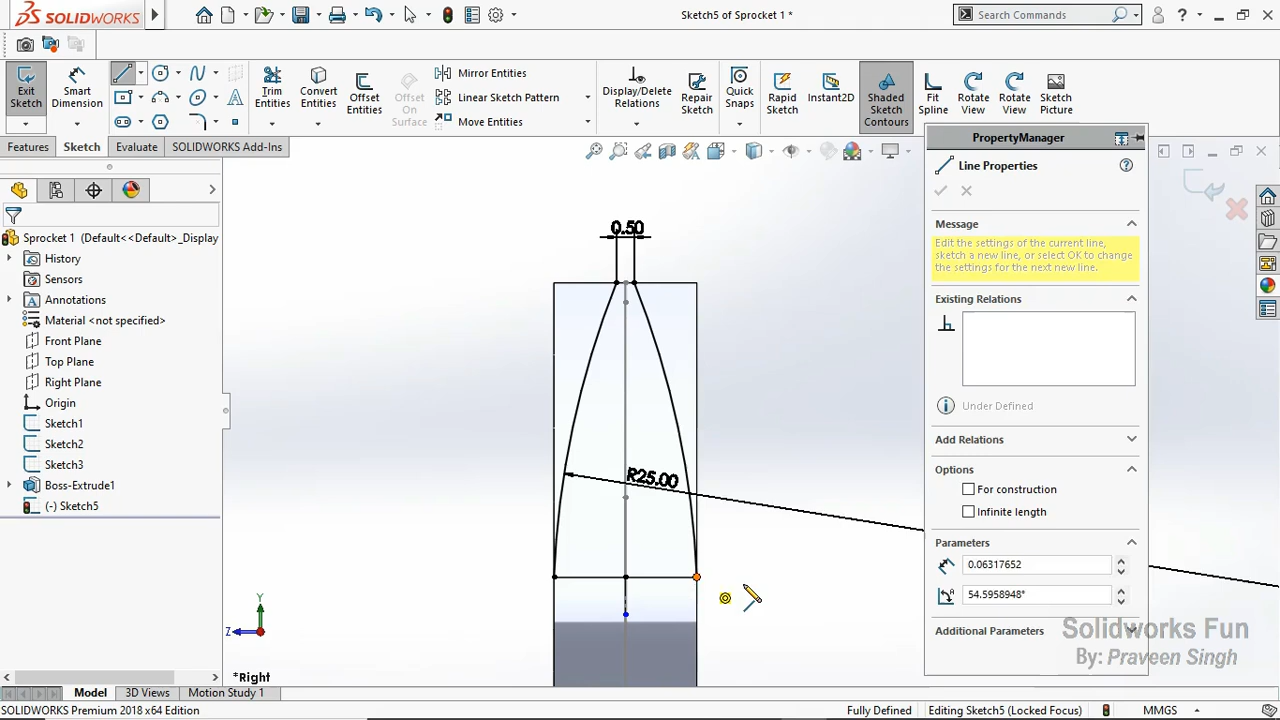 SOLIDWORKS
Sketch5 of Sprocket 1 *
Search Commands
Exit Sketch
Smart Dimension
Trim Entities
Convert Entities
Offset Entities
Offset On Surface
Mirror Entities
Linear Sketch Pattern
Move Entities
Display/Delete Relations
Repair Sketch
Quick Snaps
Rapid Sketch
Instant2D
Shaded Sketch Contours
Fit Spline
Rotate View
Rotate View
Sketch Picture
Features
Sketch
Evaluate
SOLIDWORKS Add-Ins
Sprocket 1 (Default<<Default>_Display
History
Sensors
Annotations
Material <not specified>
Front Plane
Top Plane
Right Plane
Origin
Sketch1
Sketch2
Sketch3
Boss-Extrude1
(-) Sketch5
0.50
R25.00
Y
Z
*Right
PropertyManager
Line Properties
Message
Edit the settings of the current line,
sketch a new line, or select OK to change
the settings for the next new line.
Existing Relations
Under Defined
Add Relations
Options
For construction
Infinite length
Parameters
0.06317652
54.5958948°
Additional Parameters
Solidworks Fun
By: Praveen Singh
Model
3D Views
Motion Study 1
SOLIDWORKS Premium 2018 x64 Edition
Fully Defined
Editing Sketch5 (Locked Focus)
MMGS